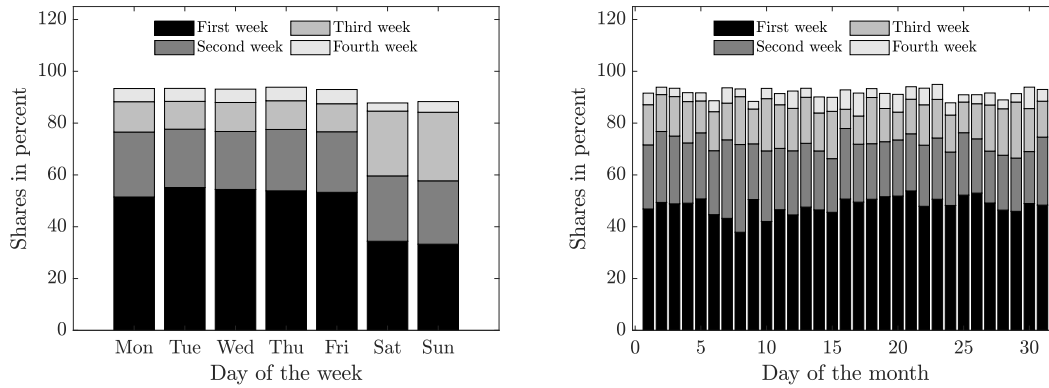 120
100
80
60
40
20
0
Shares in percent
First week
Second week
Third week
Fourth week
Mon Tue Wed Thu Fri Sat Sun
Day of the week
120
100
80
60
40
20
0
Shares in percent
First week
Second week
Third week
Fourth week
0 5 10 15 20 25 30
Day of the month